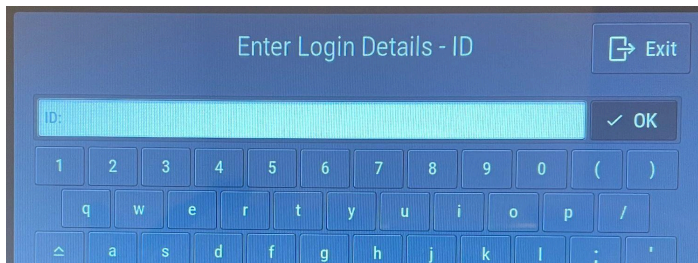 Enter Login Details - ID
Exit
ID:
OK
1 2 3 4 5 6 7 8 9 0 ( )
q w e r t y u i o p /
a s d f g h j k l ; '